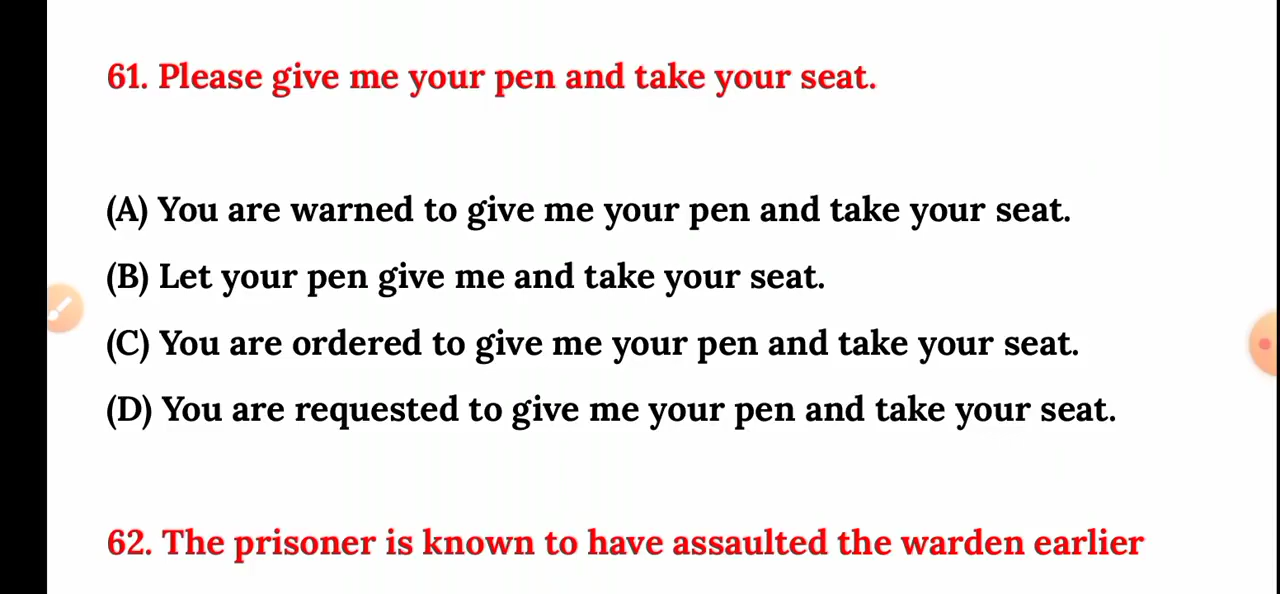 61. Please give me your pen and take your seat.
(A) You are warned to give me your pen and take your seat.
(B) Let your pen give me and take your seat.
(C) You are ordered to give me your pen and take your seat.
(D) You are requested to give me your pen and take your seat.
62. The prisoner is known to have assaulted the warden earlier